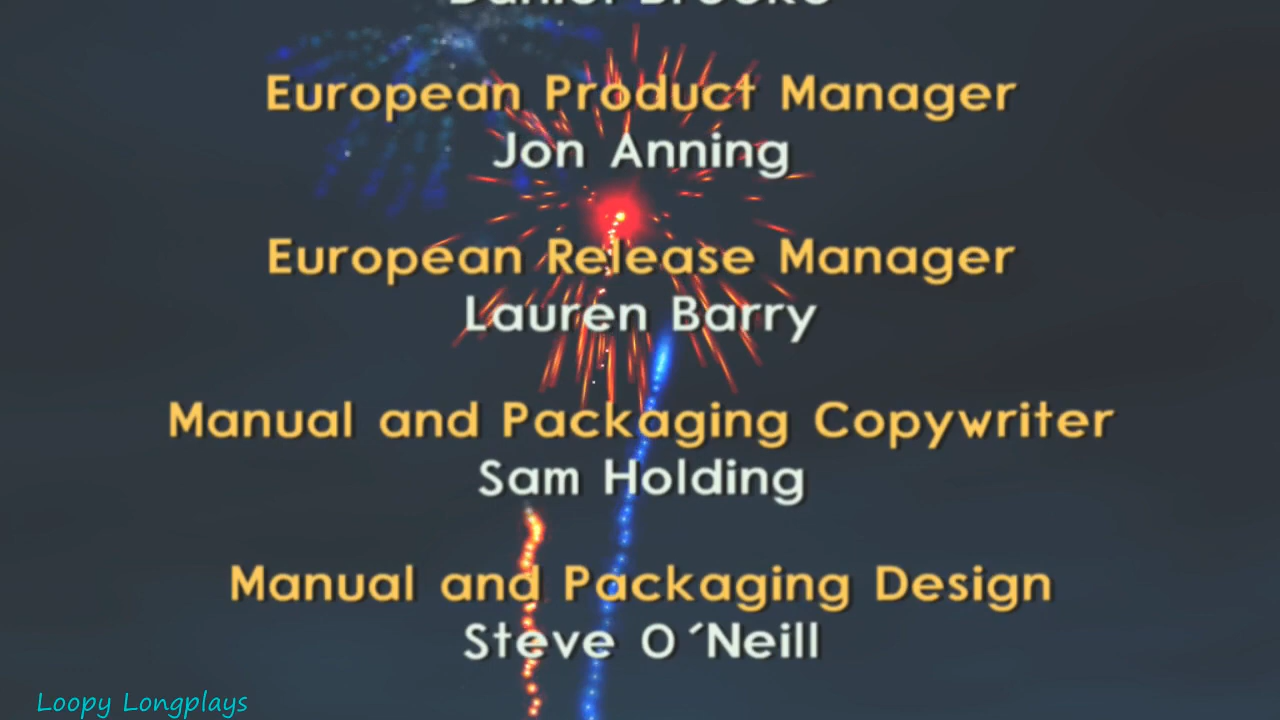 European Product Manager
Jon Anning
European Release Manager
Lauren Barry
Manual and Packaging Copywriter
Sam Holding
Manual and Packaging Design
Steve O´Neill
Loopy Longplays